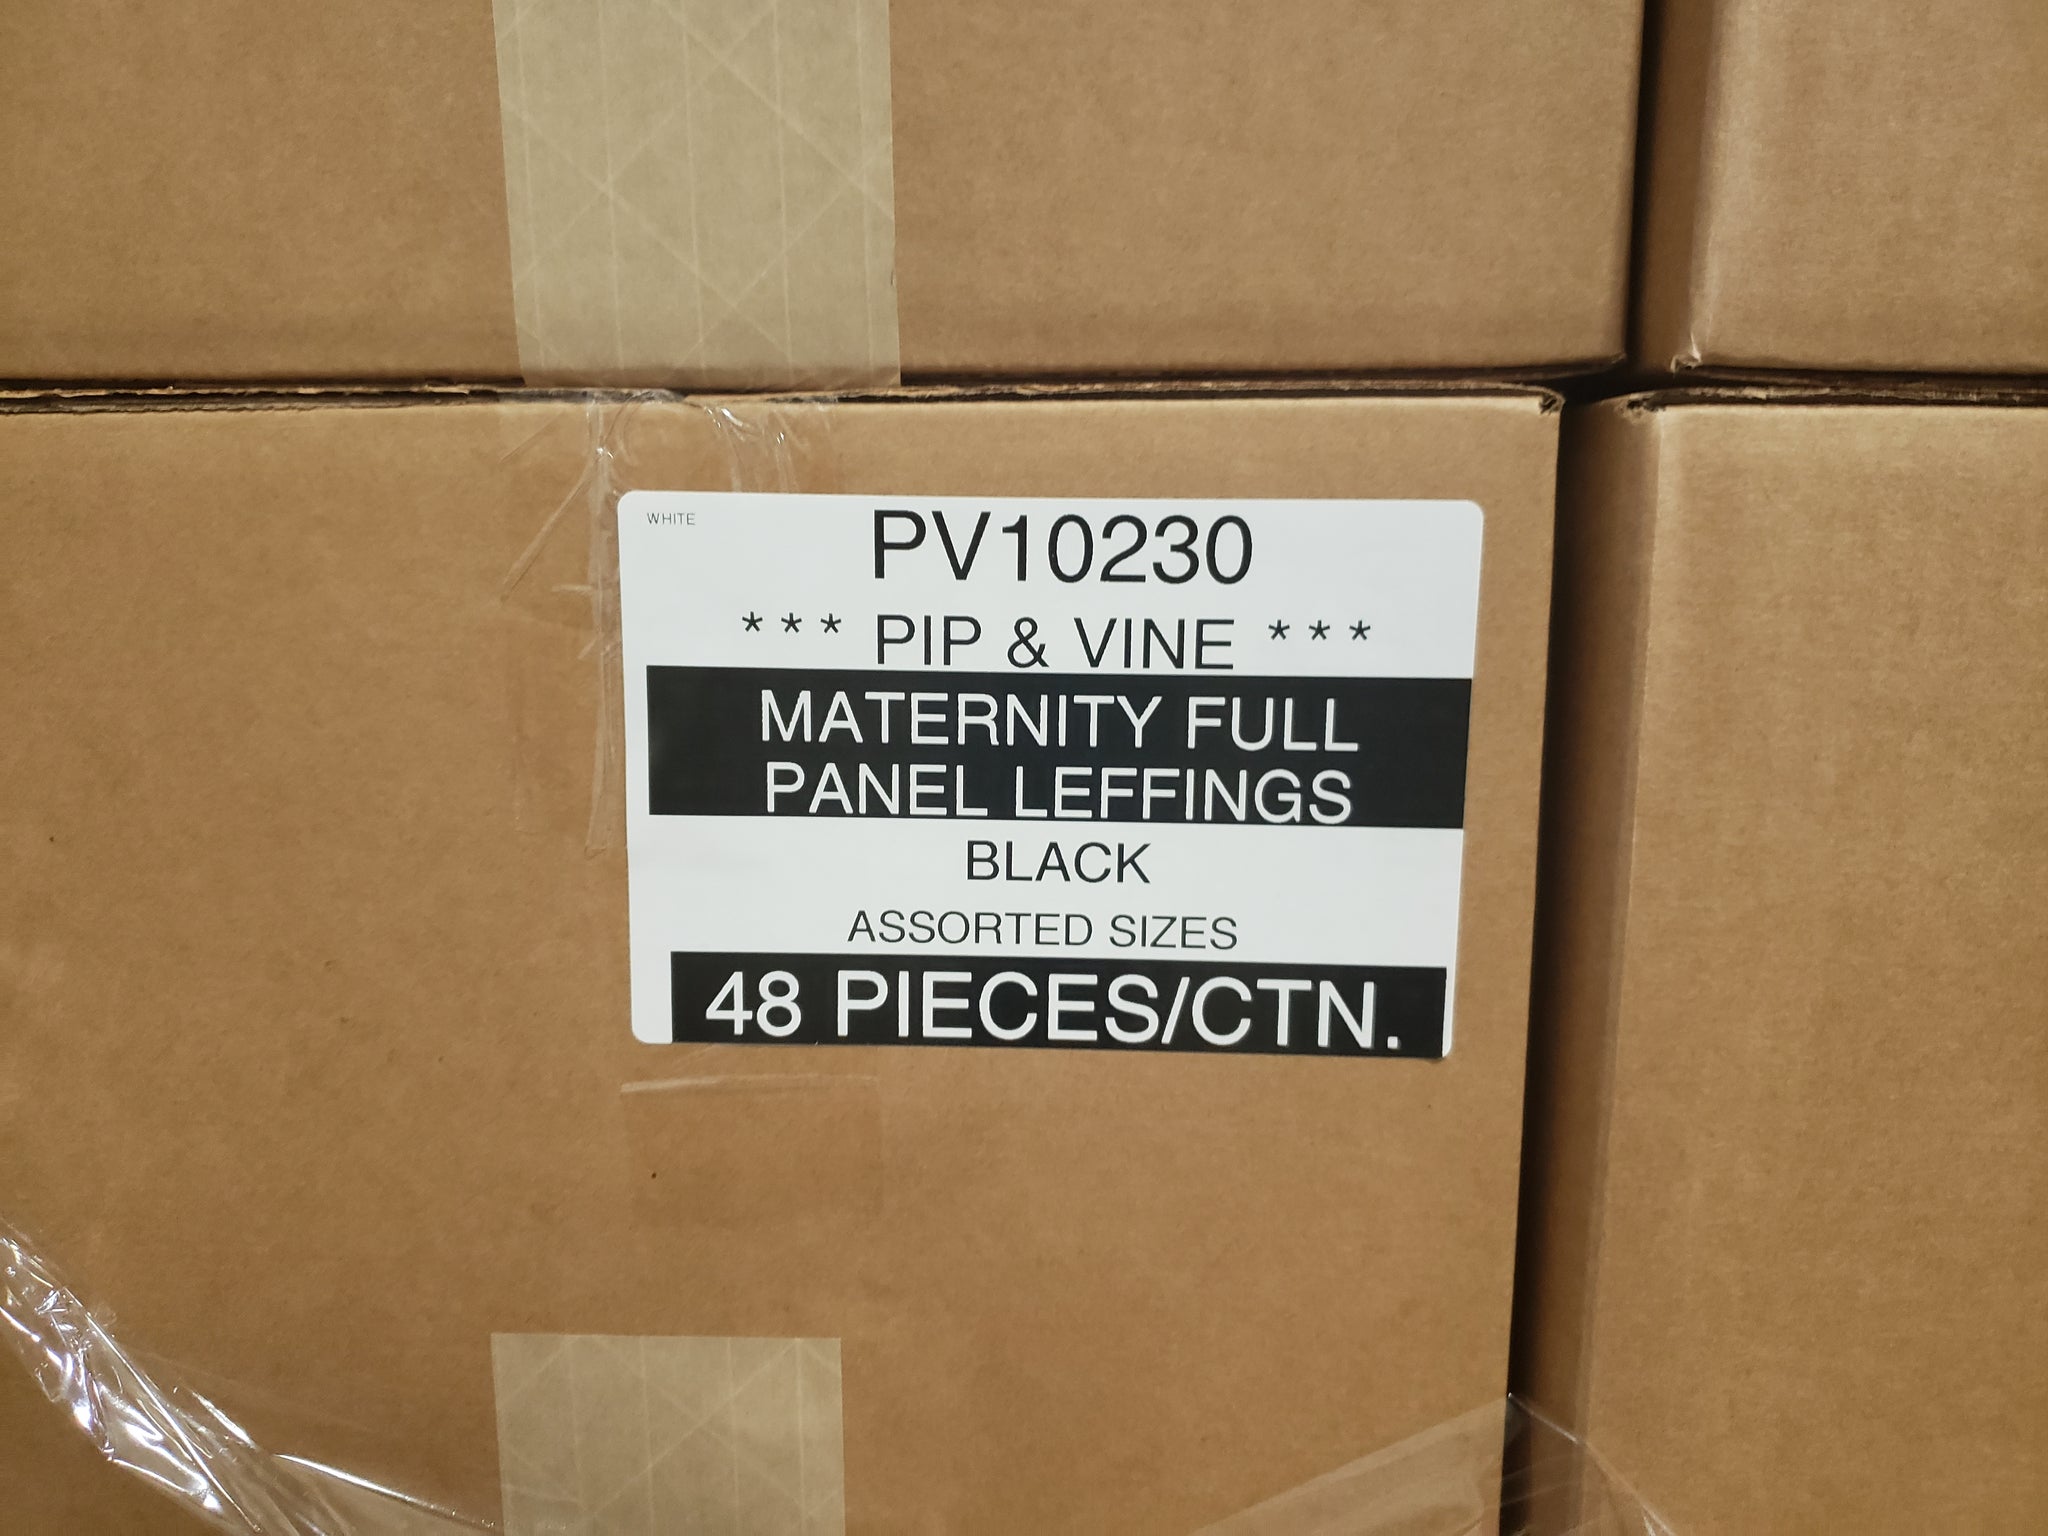 WHITE
PV10230
*** PIP & VINE ***
MATERNITY FULL
PANEL LEFFINGS
BLACK
ASSORTED SIZES
48 PIECES/CTN.